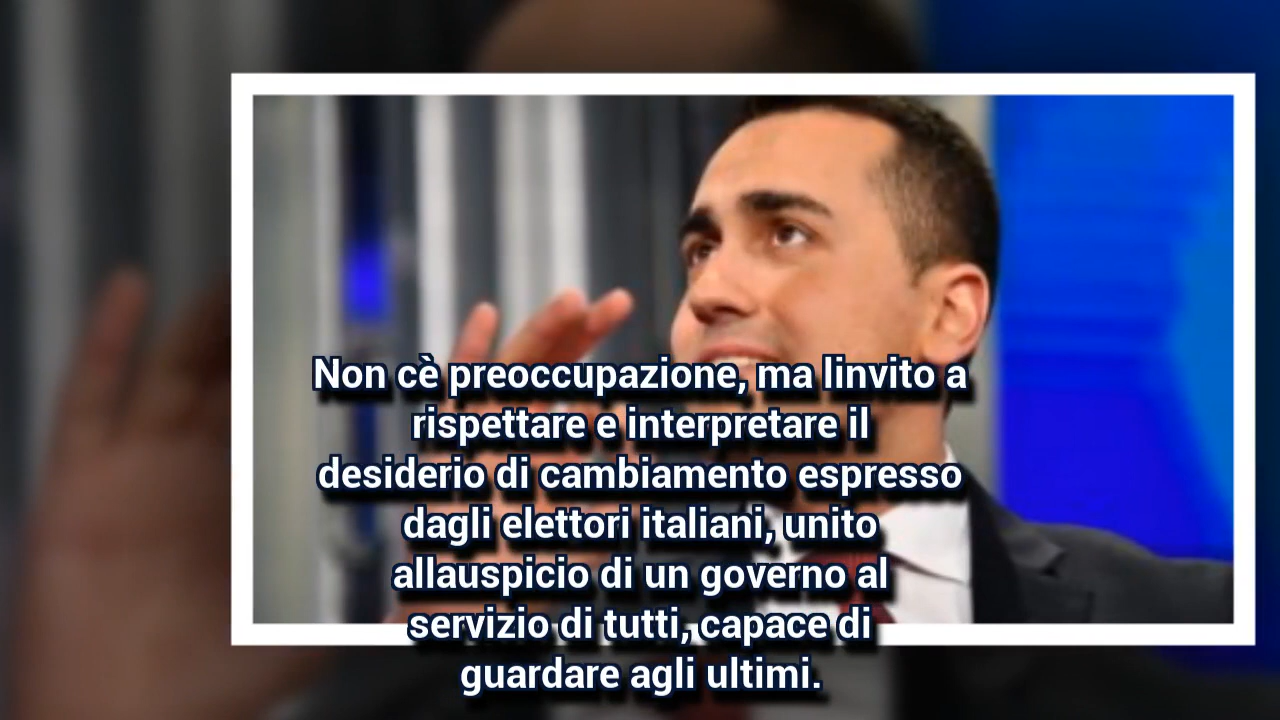 Non cè preoccupazione, ma linvito a
rispettare e interpretare il
desiderio di cambiamento espresso
dagli elettori italiani, unito
allauspicio di un governo al
servizio di tutti, capace di
guardare agli ultimi.